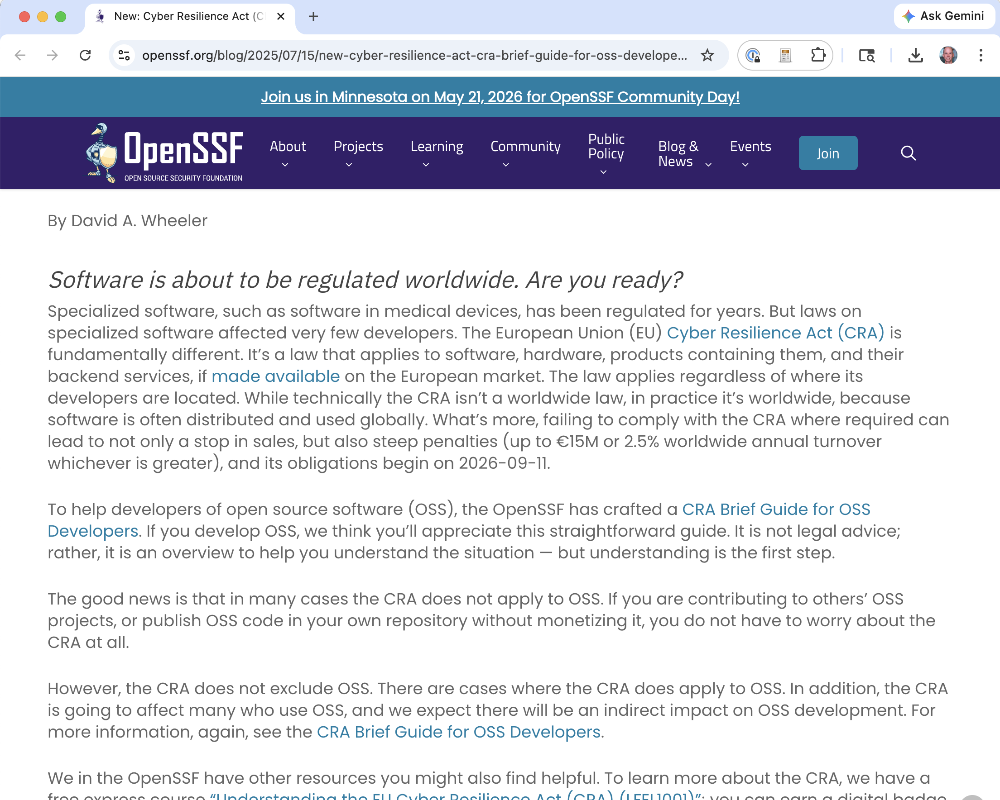 New: Cyber Resilience Act (C
Ask Gemini
openssf.org/blog/2025/07/15/new-cyber-resilience-act-cra-brief-guide-for-oss-develope...
Join us in Minnesota on May 21, 2026 for OpenSSF Community Day!
OpenSSF
OPEN SOURCE SECURITY FOUNDATION
About
Projects
Learning
Community
Public
Policy
Blog &
News
Events
Join
By David A. Wheeler
Software is about to be regulated worldwide. Are you ready?
Specialized software, such as software in medical devices, has been regulated for years. But laws on
specialized software affected very few developers. The European Union (EU) Cyber Resilience Act (CRA) is
fundamentally different. It’s a law that applies to software, hardware, products containing them, and their
backend services, if made available on the European market. The law applies regardless of where its
developers are located. While technically the CRA isn’t a worldwide law, in practice it’s worldwide, because
software is often distributed and used globally. What’s more, failing to comply with the CRA where required can
lead to not only a stop in sales, but also steep penalties (up to €15M or 2.5% worldwide annual turnover
whichever is greater), and its obligations begin on 2026-09-11.
To help developers of open source software (OSS), the OpenSSF has crafted a CRA Brief Guide for OSS
Developers. If you develop OSS, we think you’ll appreciate this straightforward guide. It is not legal advice;
rather, it is an overview to help you understand the situation — but understanding is the first step.
The good news is that in many cases the CRA does not apply to OSS. If you are contributing to others’ OSS
projects, or publish OSS code in your own repository without monetizing it, you do not have to worry about the
CRA at all.
However, the CRA does not exclude OSS. There are cases where the CRA does apply to OSS. In addition, the CRA
is going to affect many who use OSS, and we expect there will be an indirect impact on OSS development. For
more information, again, see the CRA Brief Guide for OSS Developers.
We in the OpenSSF have other resources you might also find helpful. To learn more about the CRA, we have a
free express course “Understanding the EU Cyber Resilience Act (CRA) (LFEL1001)”; you can earn a digital badge